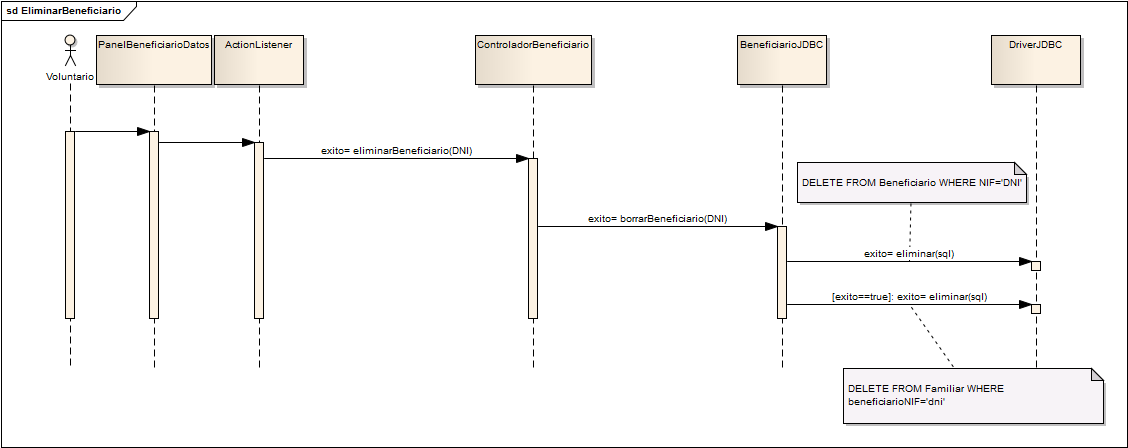 sd EliminarBeneficiario
Voluntario
PanelBeneficiarioDatos
ActionListener
ControladorBeneficiario
BeneficiarioJDBC
DriverJDBC
exito= eliminarBeneficiario(DNI)
DELETE FROM Beneficiario WHERE NIF='DNI'
exito= borrarBeneficiario(DNI)
exito= eliminar(sql)
[exito==true]: exito= eliminar(sql)
DELETE FROM Familiar WHERE
beneficiarioNIF='dni'